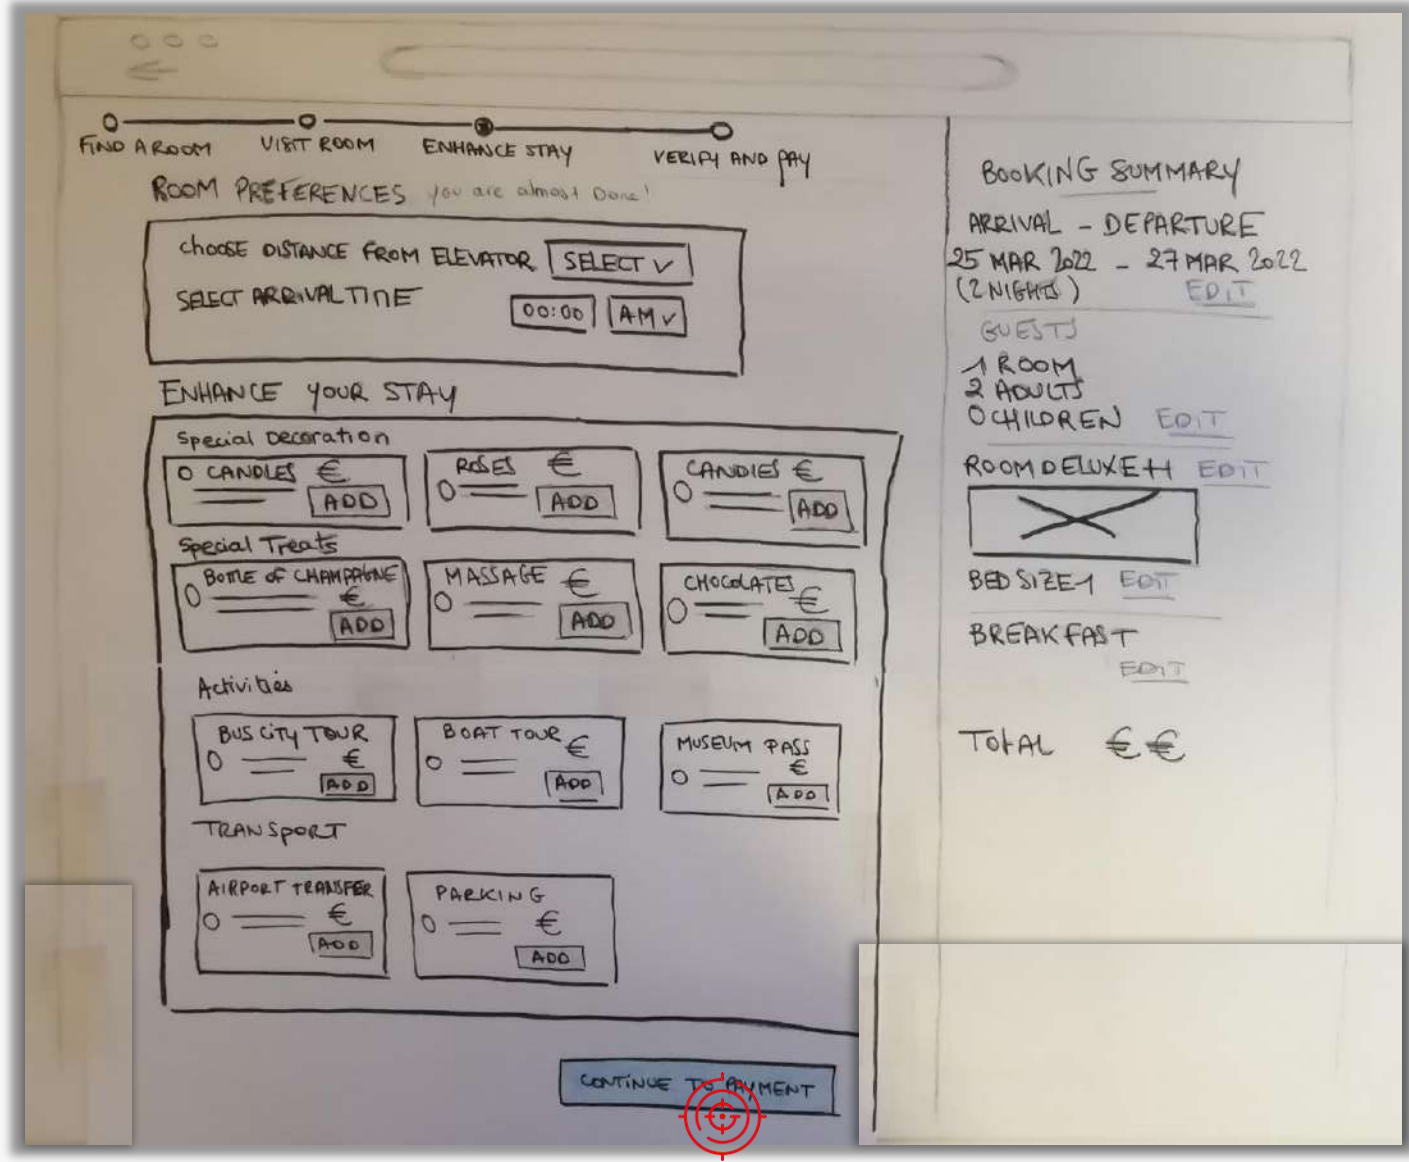 FIND A ROOM
VISIT ROOM
ENHANCE STAY
VERIFY AND PAY
ROOM PREFERENCES you are almost Done!
choose DISTANCE FROM ELEVATOR SELECT
SELECT ARRIVAL TIME 00:00 AM
ENHANCE YOUR STAY
Special Decoration
CANDLES €
ADD
ROSES €
ADD
CANDIES €
ADD
Special Treats
BOTTLE OF CHAMPAGNE
€
ADD
MASSAGE €
ADD
CHOCOLATES €
ADD
Activities
BUS CITY TOUR
€
ADD
BOAT TOUR €
ADD
MUSEUM PASS
€
ADD
TRANSPORT
AIRPORT TRANSFER
€
ADD
PARKING
€
ADD
CONTINUE TO PAYMENT
BOOKING SUMMARY
ARRIVAL - DEPARTURE
25 MAR 2022 - 27 MAR 2022
(2 NIGHTS) EDIT
GUESTS
1 ROOM
2 ADULTS
0 CHILDREN EDIT
ROOM DELUXE ++ EDIT
BED SIZE 1 EDIT
BREAKFAST
EDIT
TOTAL €€